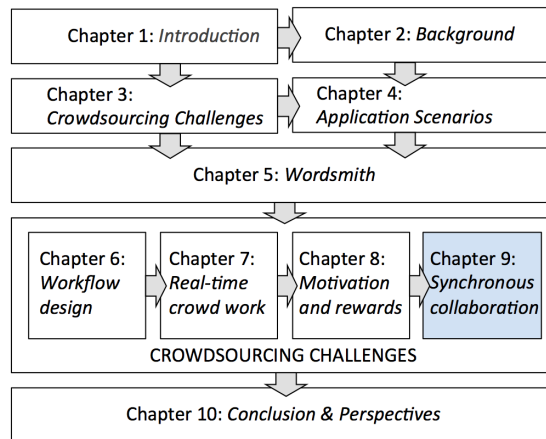 Chapter 1: Introduction
Chapter 2: Background
Chapter 3:
Crowdsourcing Challenges
Chapter 4:
Application Scenarios
Chapter 5: Wordsmith
Chapter 6:
Workflow
design
Chapter 7:
Real-time
crowd work
Chapter 8:
Motivation
and rewards
Chapter 9:
Synchronous
collaboration
CROWDSOURCING CHALLENGES
Chapter 10: Conclusion & Perspectives